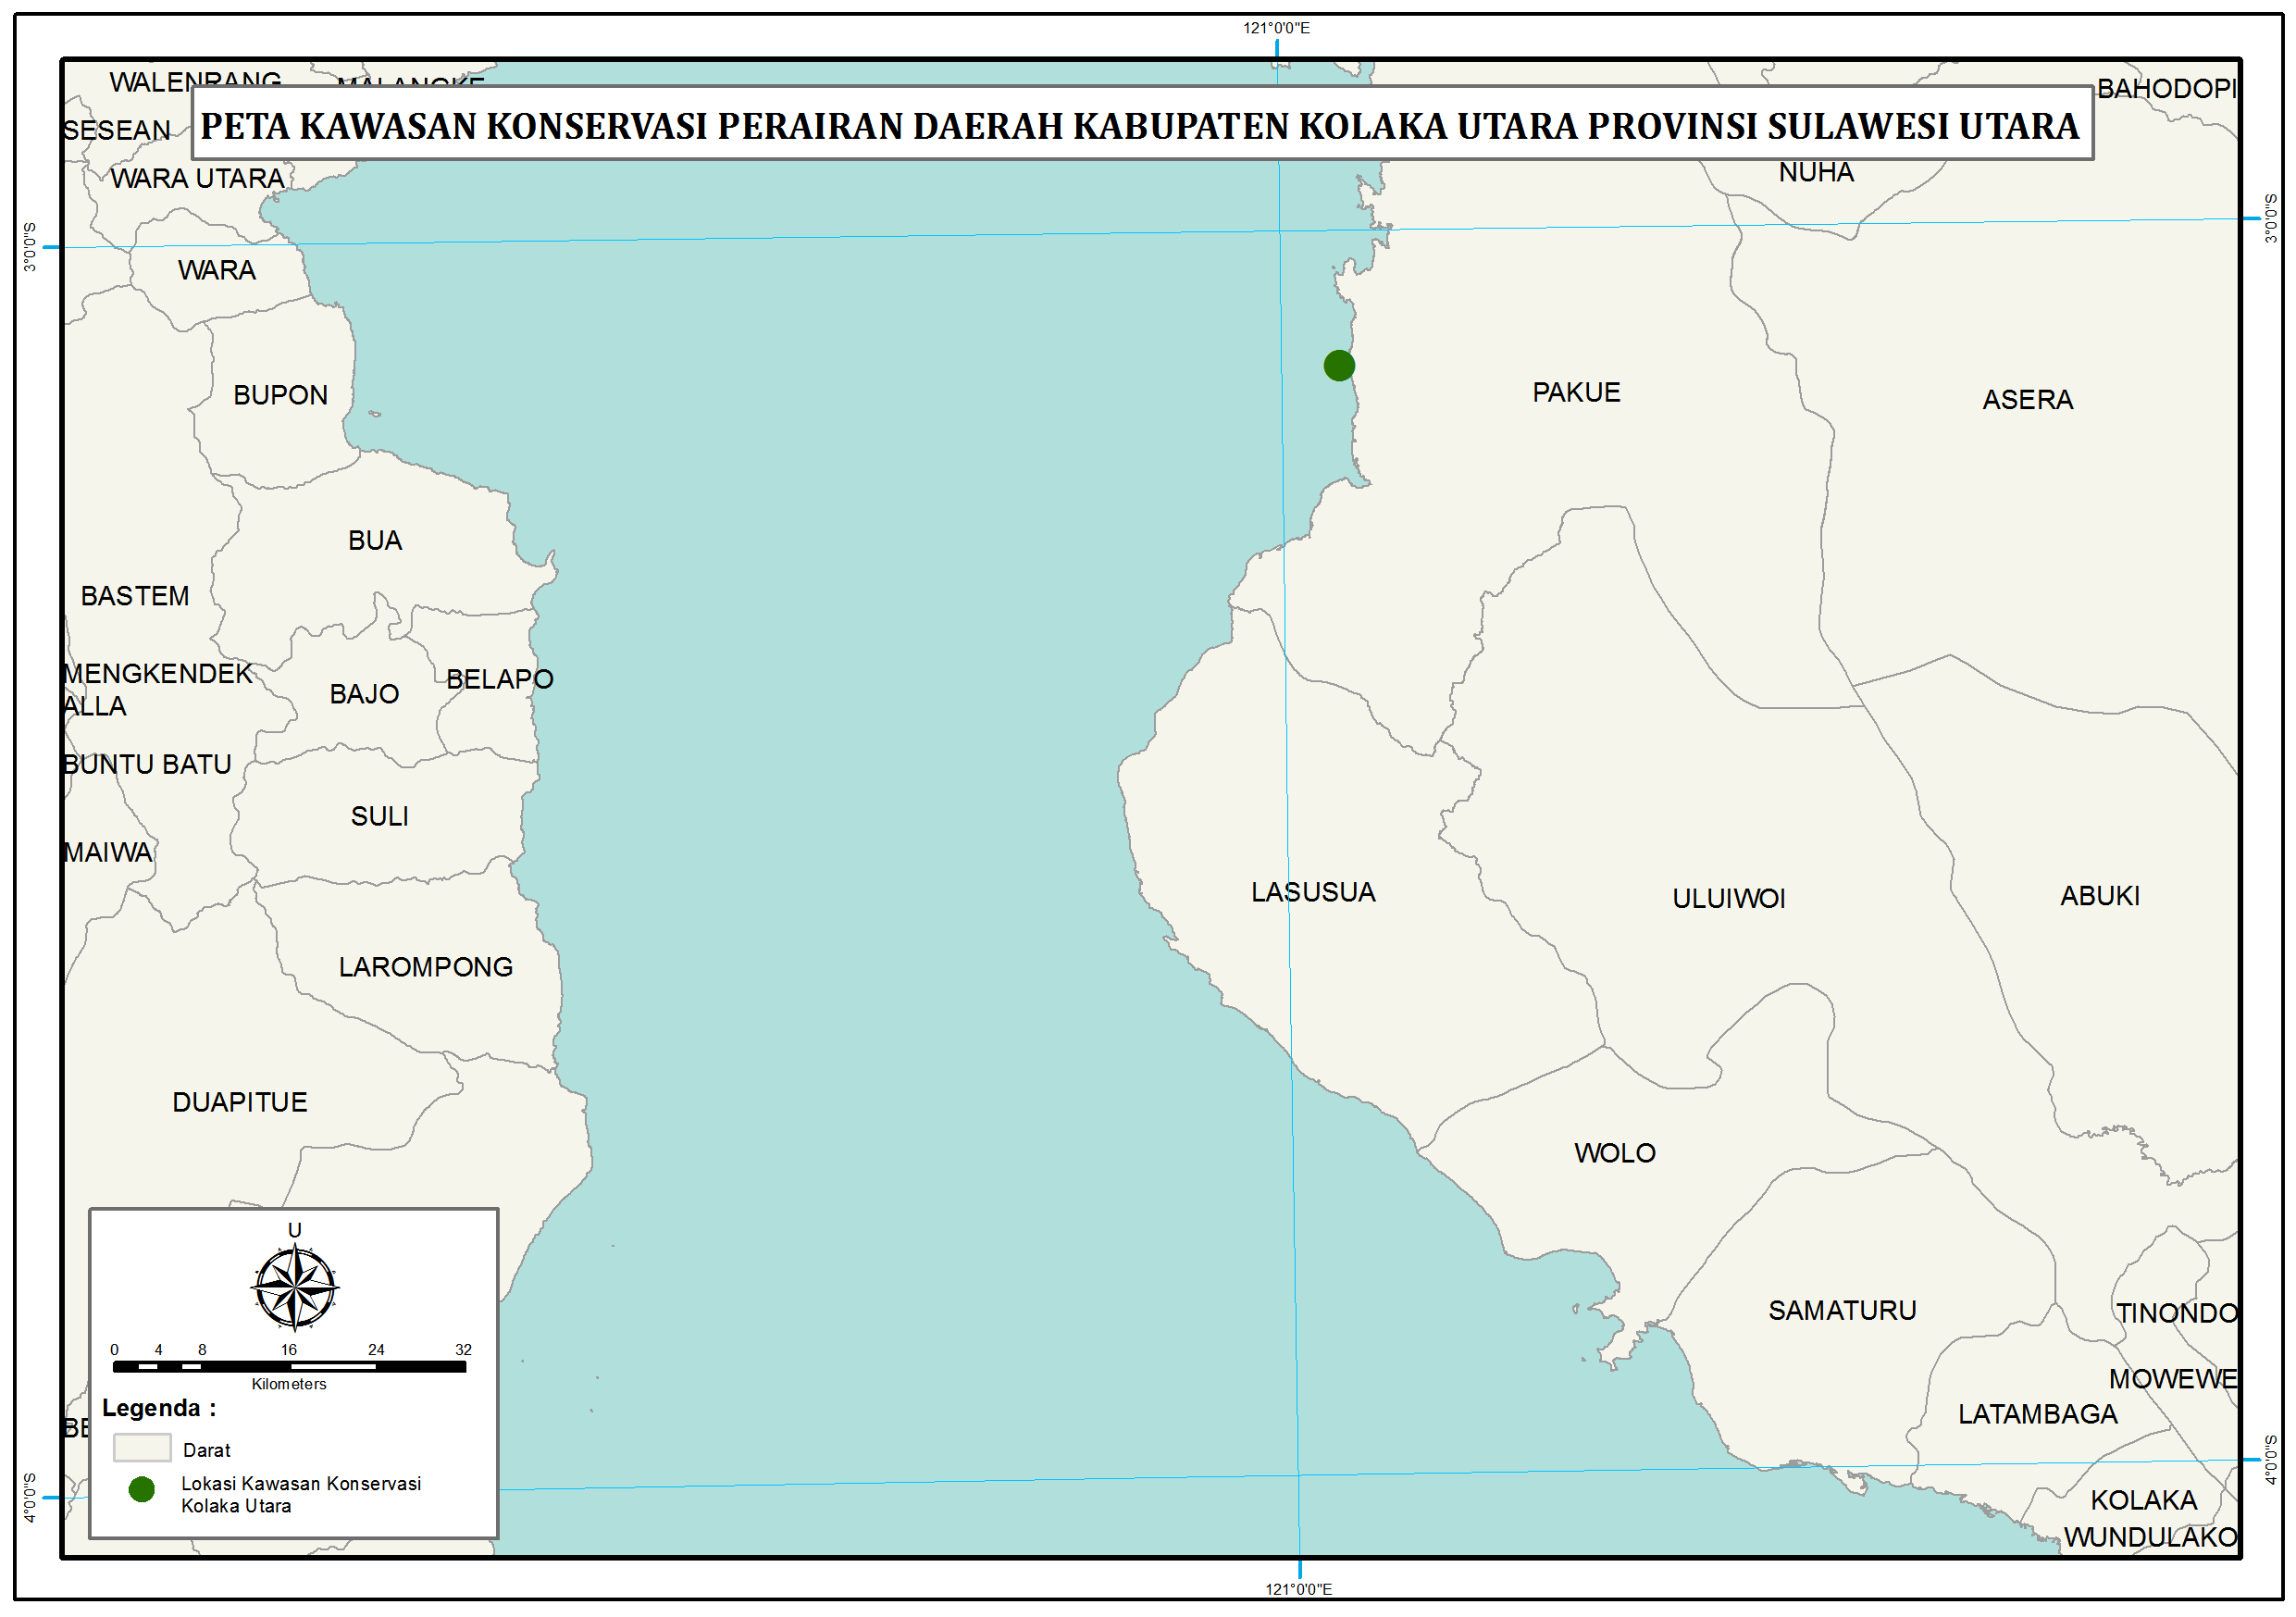 121°0'0"E
WALENRANG
MALANGKE
BAHODOPI
PETA KAWASAN KONSERVASI PERAIRAN DAERAH KABUPATEN KOLAKA UTARA PROVINSI SULAWESI UTARA
SESEAN
WARA UTARA
NUHA
3°0'0"S
3°0'0"S
WARA
BUPON
PAKUE
ASERA
BUA
BASTEM
MENGKENDEK
BELAPO
BAJO
ALLA
BUNTU BATU
SULI
MAIWA
LASUSUA
ULUIWOI
ABUKI
LAROMPONG
DUAPITUE
WOLO
SAMATURU
TINONDO
MOWEWE
LATAMBAGA
KOLAKA
WUNDULAKO
BE
U
0 4 8 16 24 32
Kilometers
Legenda :
Darat
Lokasi Kawasan Konservasi
Kolaka Utara
4°0'0"S
4°0'0"S
121°0'0"E